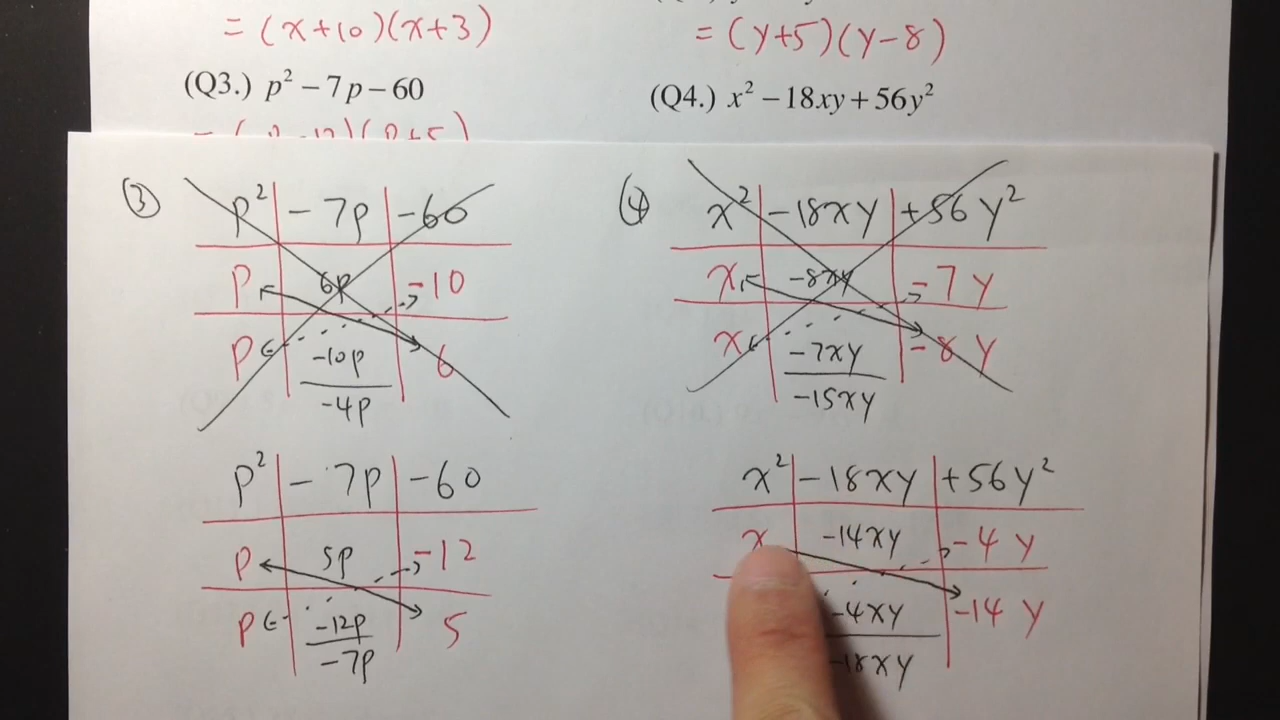 = (x+10)(x+3)
= (y+5)(y-8)
(Q3.) p² - 7p - 60
(Q4.) x² - 18xy + 56y²
③ p² - 7p - 60
p 6p -10
p -10p 6
-4p
④ x² - 18xy + 56y²
x -8xy -7y
x -7xy -8y
-15xy
p² - 7p - 60
p 5p -12
p -12p 5
-7p
x² - 18xy + 56y²
x -14xy -4y
-4xy -14y
-18xy